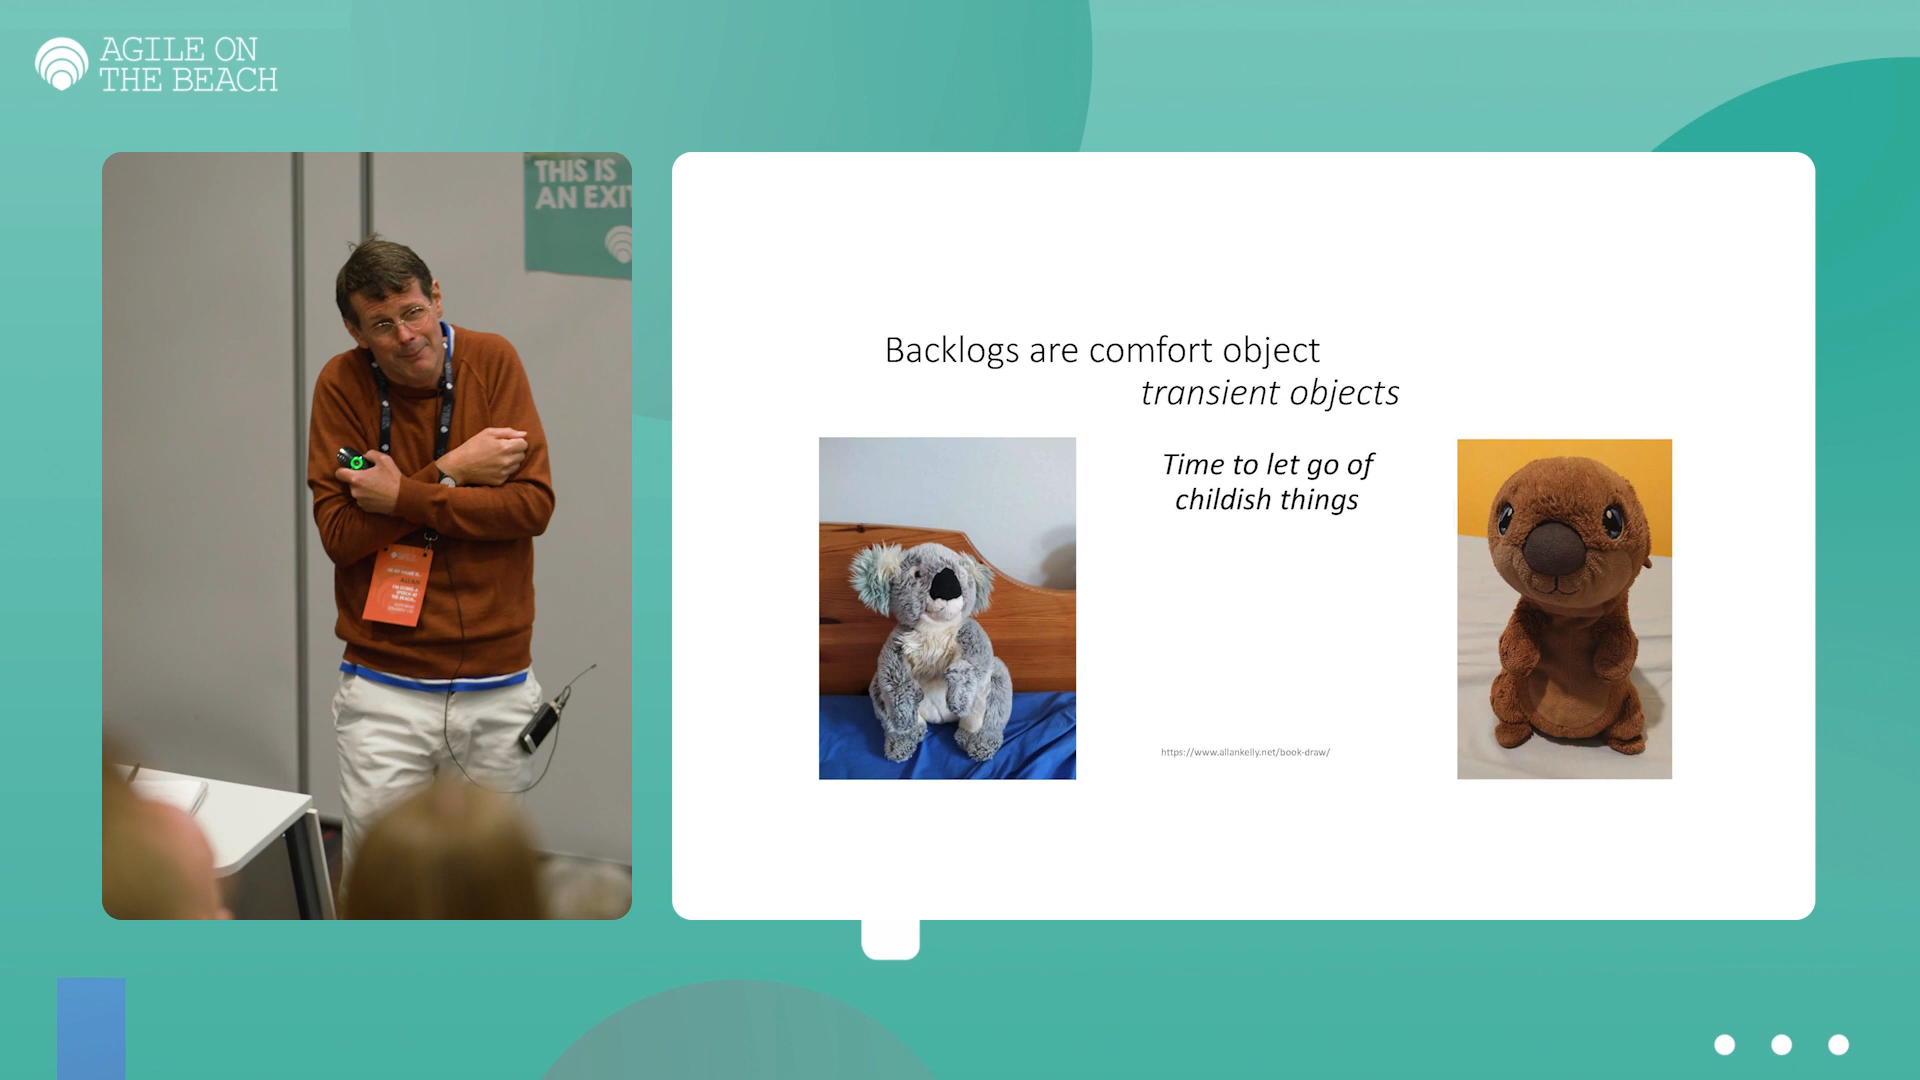 AGILE ON
THE BEACH
THIS IS
AN EXIT
ALLAN
Backlogs are comfort object
transient objects
Time to let go of
childish things
https://www.allankelly.net/book-draw/